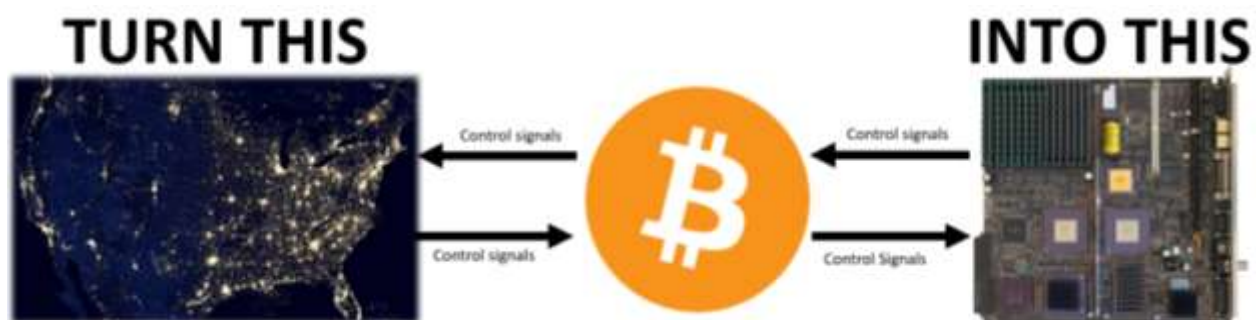 TURN THIS
INTO THIS
Control signals
Control signals
Control signals
Control Signals